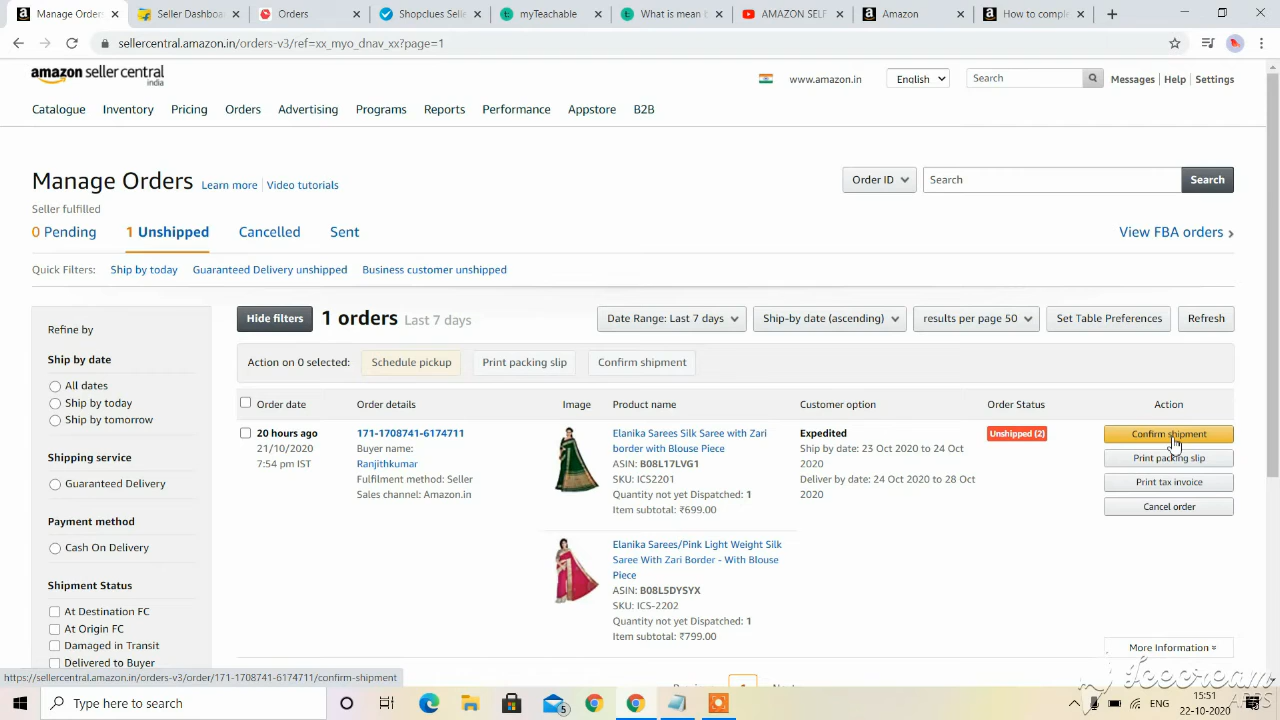 Manage Orders
Seller Dashboa
Orders
Shopclues Selle
myTeachable
What is mean b
AMAZON SELF
Amazon
How to comple
sellercentral.amazon.in/orders-v3/ref=xx_myo_dnav_xx?page=1
amazon seller central
india
www.amazon.in
English
Search
Messages
Help
Settings
Catalogue
Inventory
Pricing
Orders
Advertising
Programs
Reports
Performance
Appstore
B2B
Manage Orders
Learn more
Video tutorials
Order ID
Search
Search
Seller fulfilled
0 Pending
1 Unshipped
Cancelled
Sent
View FBA orders
Quick Filters:
Ship by today
Guaranteed Delivery unshipped
Business customer unshipped
Refine by
Ship by date
All dates
Ship by today
Ship by tomorrow
Shipping service
Guaranteed Delivery
Payment method
Cash On Delivery
Shipment Status
At Destination FC
At Origin FC
Damaged in Transit
Delivered to Buyer
Hide filters
1 orders Last 7 days
Date Range: Last 7 days
Ship-by date (ascending)
results per page 50
Set Table Preferences
Refresh
Action on 0 selected:
Schedule pickup
Print packing slip
Confirm shipment
Order date
Order details
Image
Product name
Customer option
Order Status
Action
20 hours ago
21/10/2020
7:54 pm IST
171-1708741-6174711
Buyer name:
Ranjithkumar
Fulfilment method: Seller
Sales channel: Amazon.in
Elanika Sarees Silk Saree with Zari
border with Blouse Piece
ASIN: B08L17LVG1
SKU: ICS2201
Quantity not yet Dispatched: 1
Item subtotal: ₹699.00
Elanika Sarees/Pink Light Weight Silk
Saree With Zari Border - With Blouse
Piece
ASIN: B08L5DYSYX
SKU: ICS-2202
Quantity not yet Dispatched: 1
Item subtotal: ₹799.00
Expedited
Ship by date: 23 Oct 2020 to 24 Oct
2020
Deliver by date: 24 Oct 2020 to 28 Oct
2020
Unshipped (2)
Confirm shipment
Print packing slip
Print tax invoice
Cancel order
More Information
1
https://sellercentral.amazon.in/orders-v3/order/171-1708741-6174711/confirm-shipment
Icecream
APPS
Type here to search
5
ENG
15:51
22-10-2020